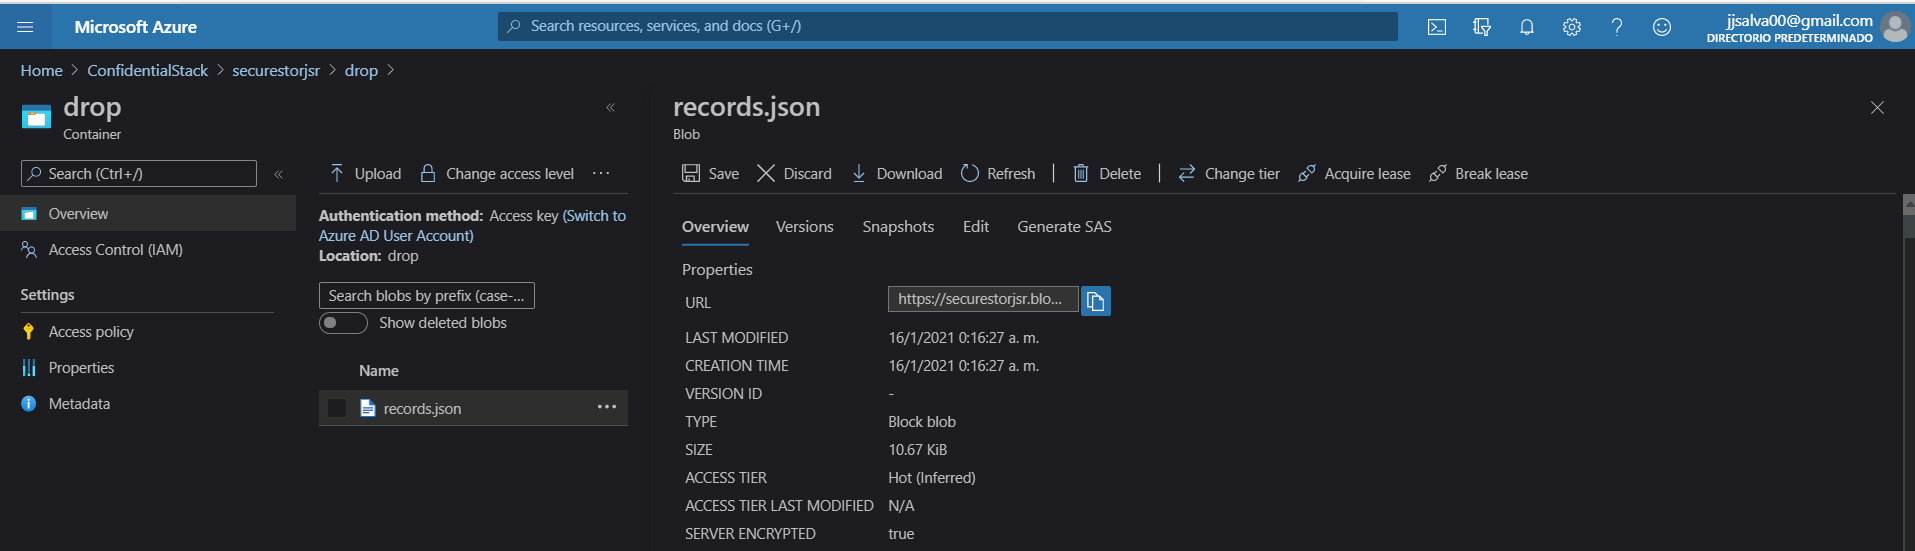 Microsoft Azure
Search resources, services, and docs (G+/)
jjsalva00@gmail.com
DIRECTORIO PREDETERMINADO
Home > ConfidentialStack > securestorjsr > drop >
drop
Container
«
Search (Ctrl+/)
«
Overview
Access Control (IAM)
Settings
Access policy
Properties
Metadata
Upload
Change access level
...
Authentication method: Access key (Switch to
Azure AD User Account)
Location: drop
Search blobs by prefix (case-...
Show deleted blobs
Name
records.json
...
records.json
Blob
Save
Discard
Download
Refresh
Delete
Change tier
Acquire lease
Break lease
Overview
Versions
Snapshots
Edit
Generate SAS
Properties
URL https://securestorjsr.blo...
LAST MODIFIED 16/1/2021 0:16:27 a. m.
CREATION TIME 16/1/2021 0:16:27 a. m.
VERSION ID -
TYPE Block blob
SIZE 10.67 KiB
ACCESS TIER Hot (Inferred)
ACCESS TIER LAST MODIFIED N/A
SERVER ENCRYPTED true